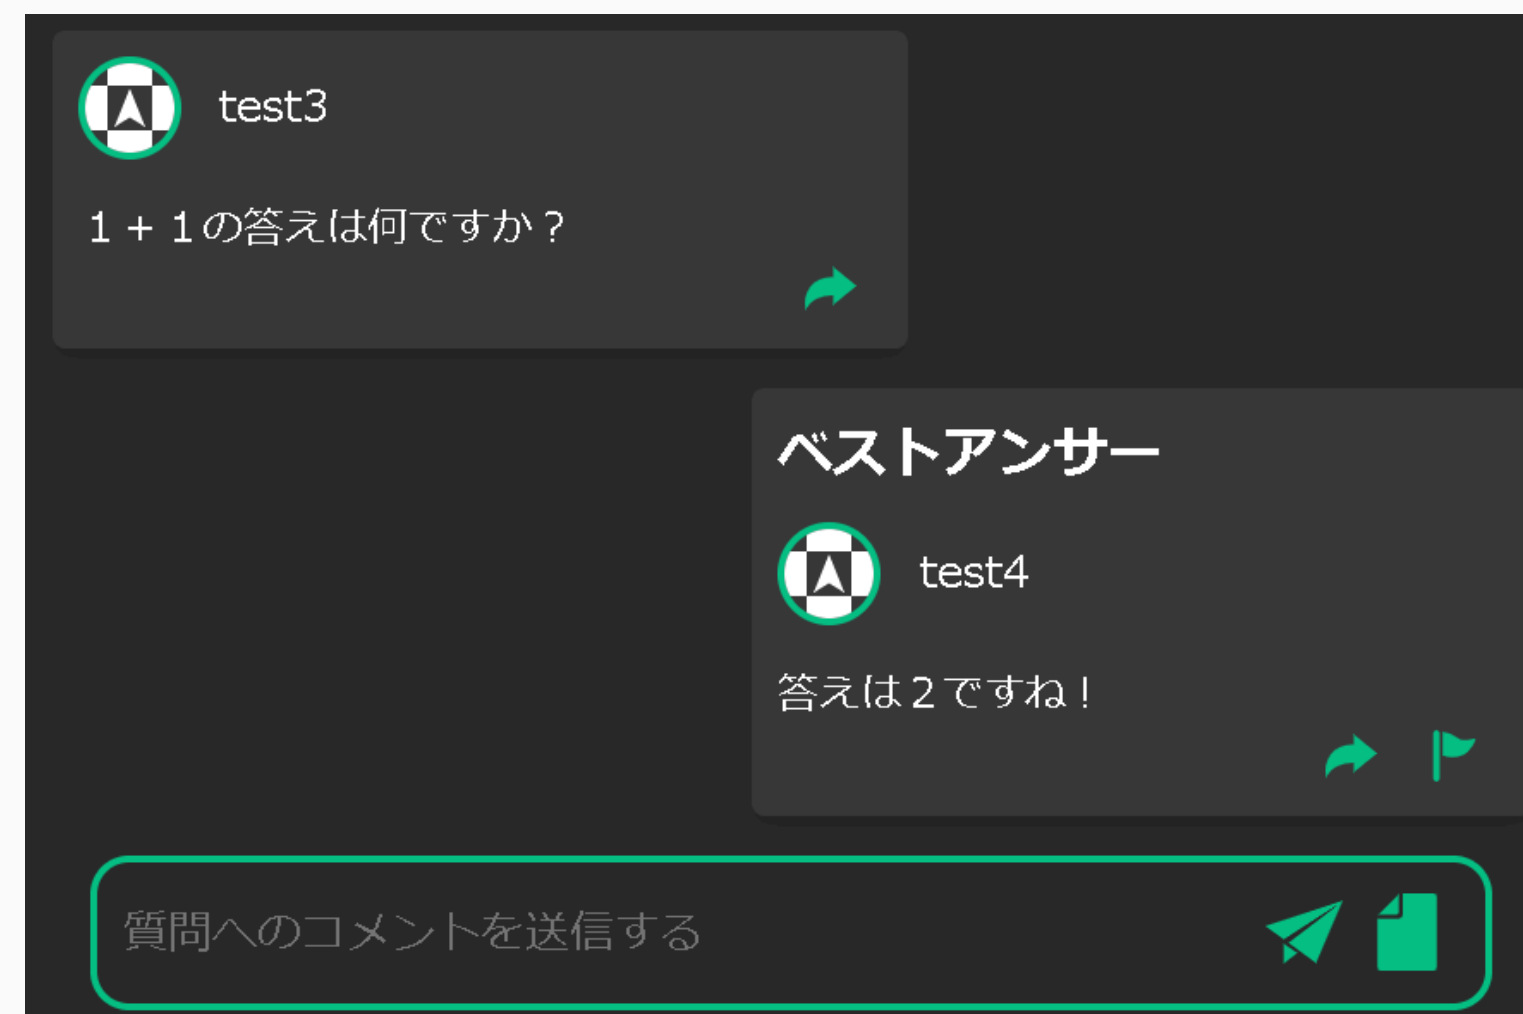 test3
１＋１の答えは何ですか？
ベストアンサー
test4
答えは２ですね！
質問へのコメントを送信する